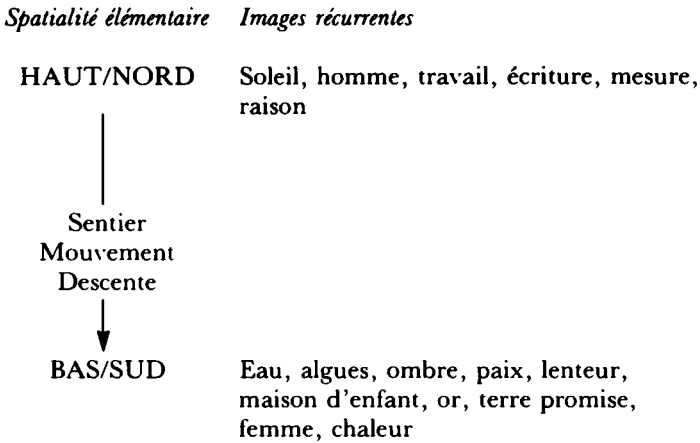 Spatialité élémentaire Images récurrentes
HAUT/NORD Soleil, homme, travail, écriture, mesure,
raison
Sentier
Mouvement
Descente
BAS/SUD Eau, algues, ombre, paix, lenteur,
maison d'enfant, or, terre promise,
femme, chaleur